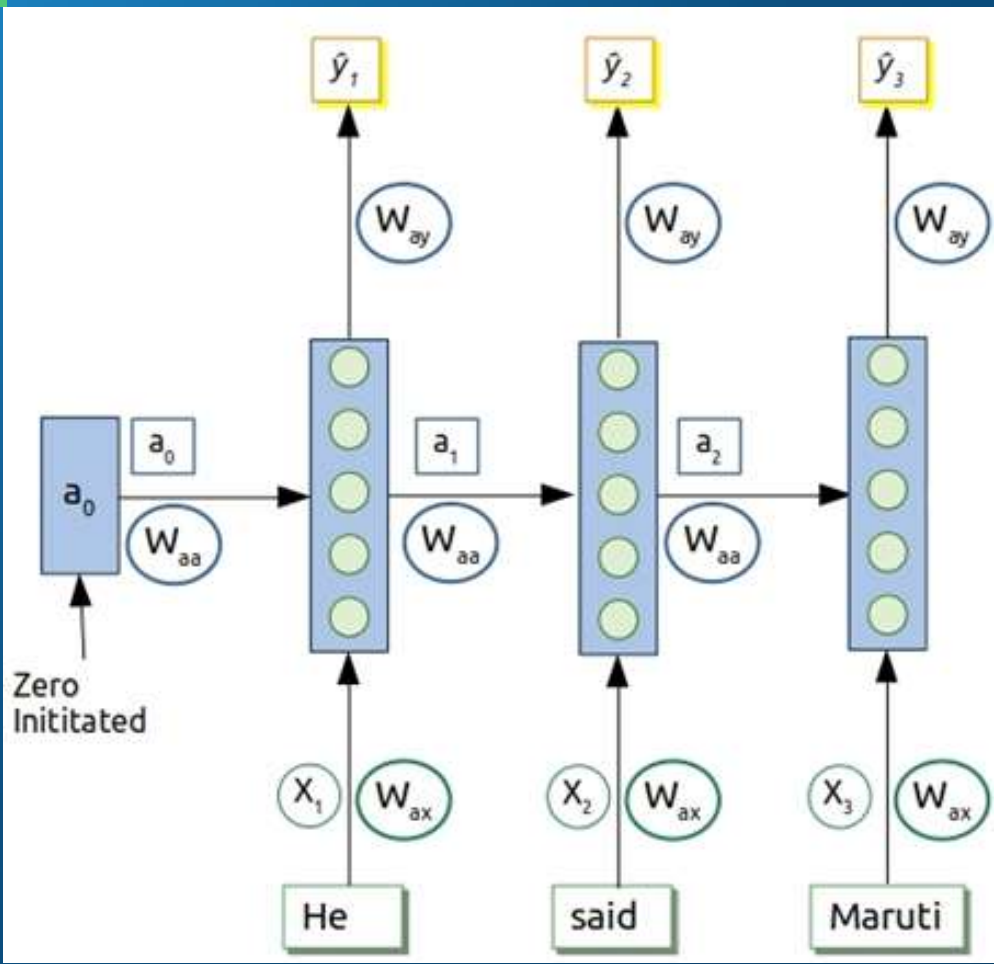 ŷ1 ŷ2 ŷ3
Way Way Way
a0 a1 a2
a0
Waa Waa Waa
Zero
Inititated
X1 Wax X2 Wax X3 Wax
He said Maruti